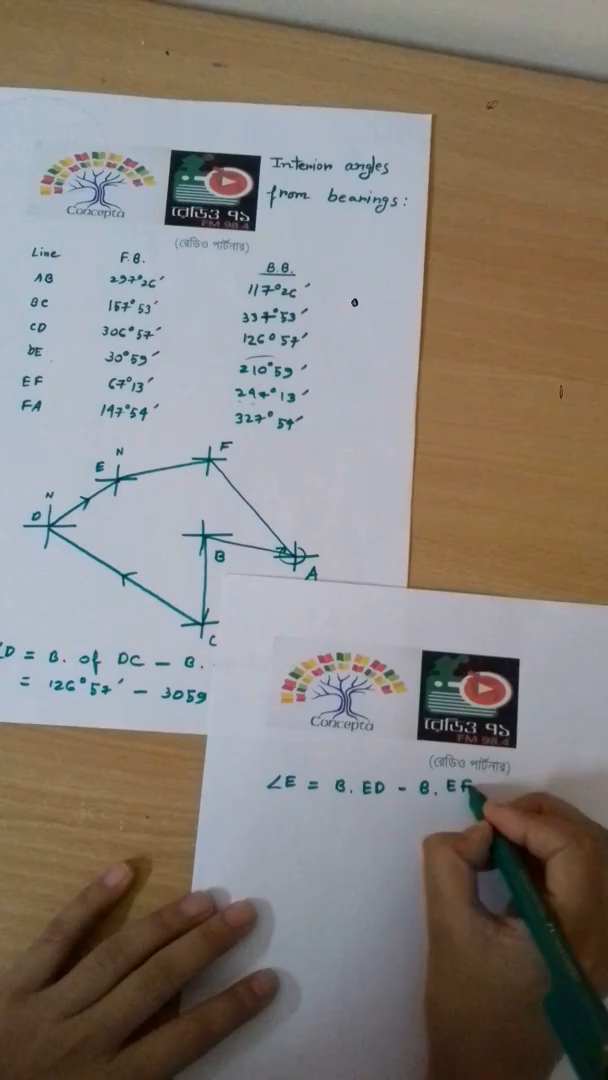 Interior angles
from bearings:
Concepta
রেডিও ৭১
FM 98.4
(রেডিও পার্টনার)
Line F.B. B.B.
AB 297°26′ 117°26′
BC 157°53′ 337°53′
CD 306°57′ 126°57′
DE 30°59′ 210°59′
EF 67°13′ 247°13′
FA 147°54′ 327°54′
N
F
E
N
D
B
A
C
∠D = B. of DC - B.
= 126°57′ - 3059
Concepta
রেডিও ৭১
FM 98.4
(রেডিও পার্টনার)
∠E = B. ED - B. EF